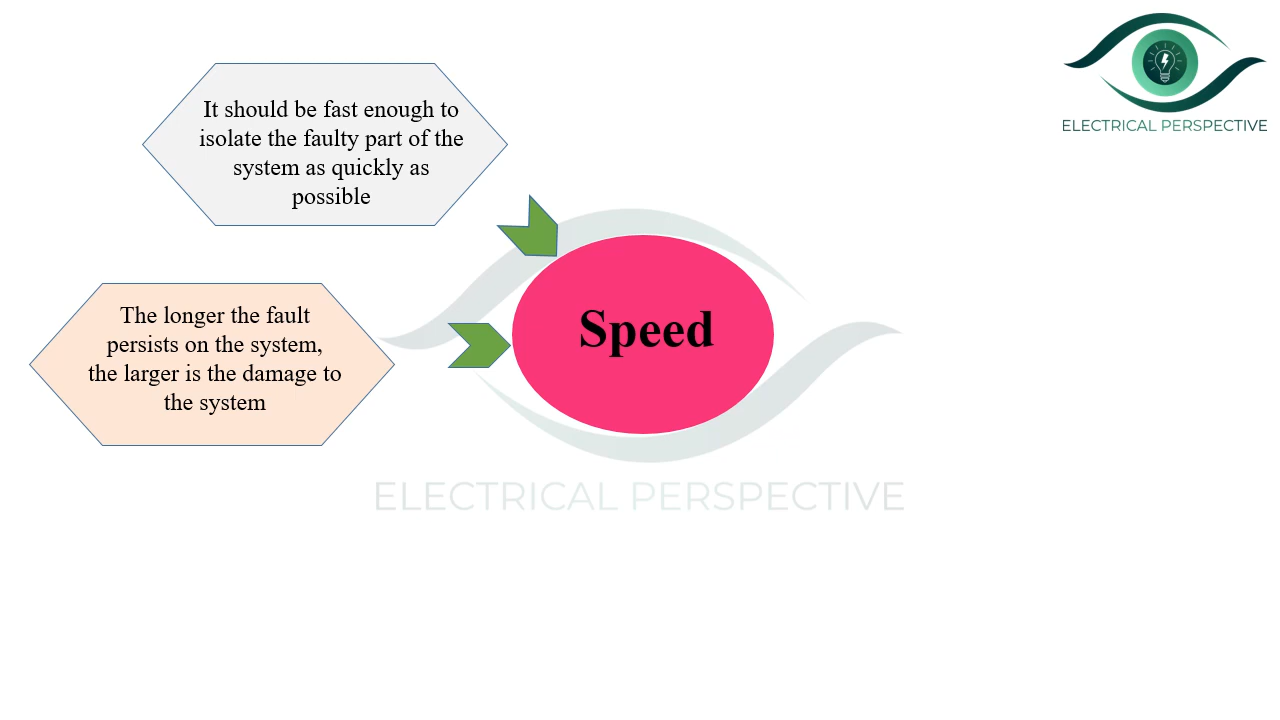 ELECTRICAL PERSPECTIVE
It should be fast enough to
isolate the faulty part of the
system as quickly as
possible
The longer the fault
persists on the system,
the larger is the damage to
the system
Speed
ELECTRICAL PERSPECTIVE